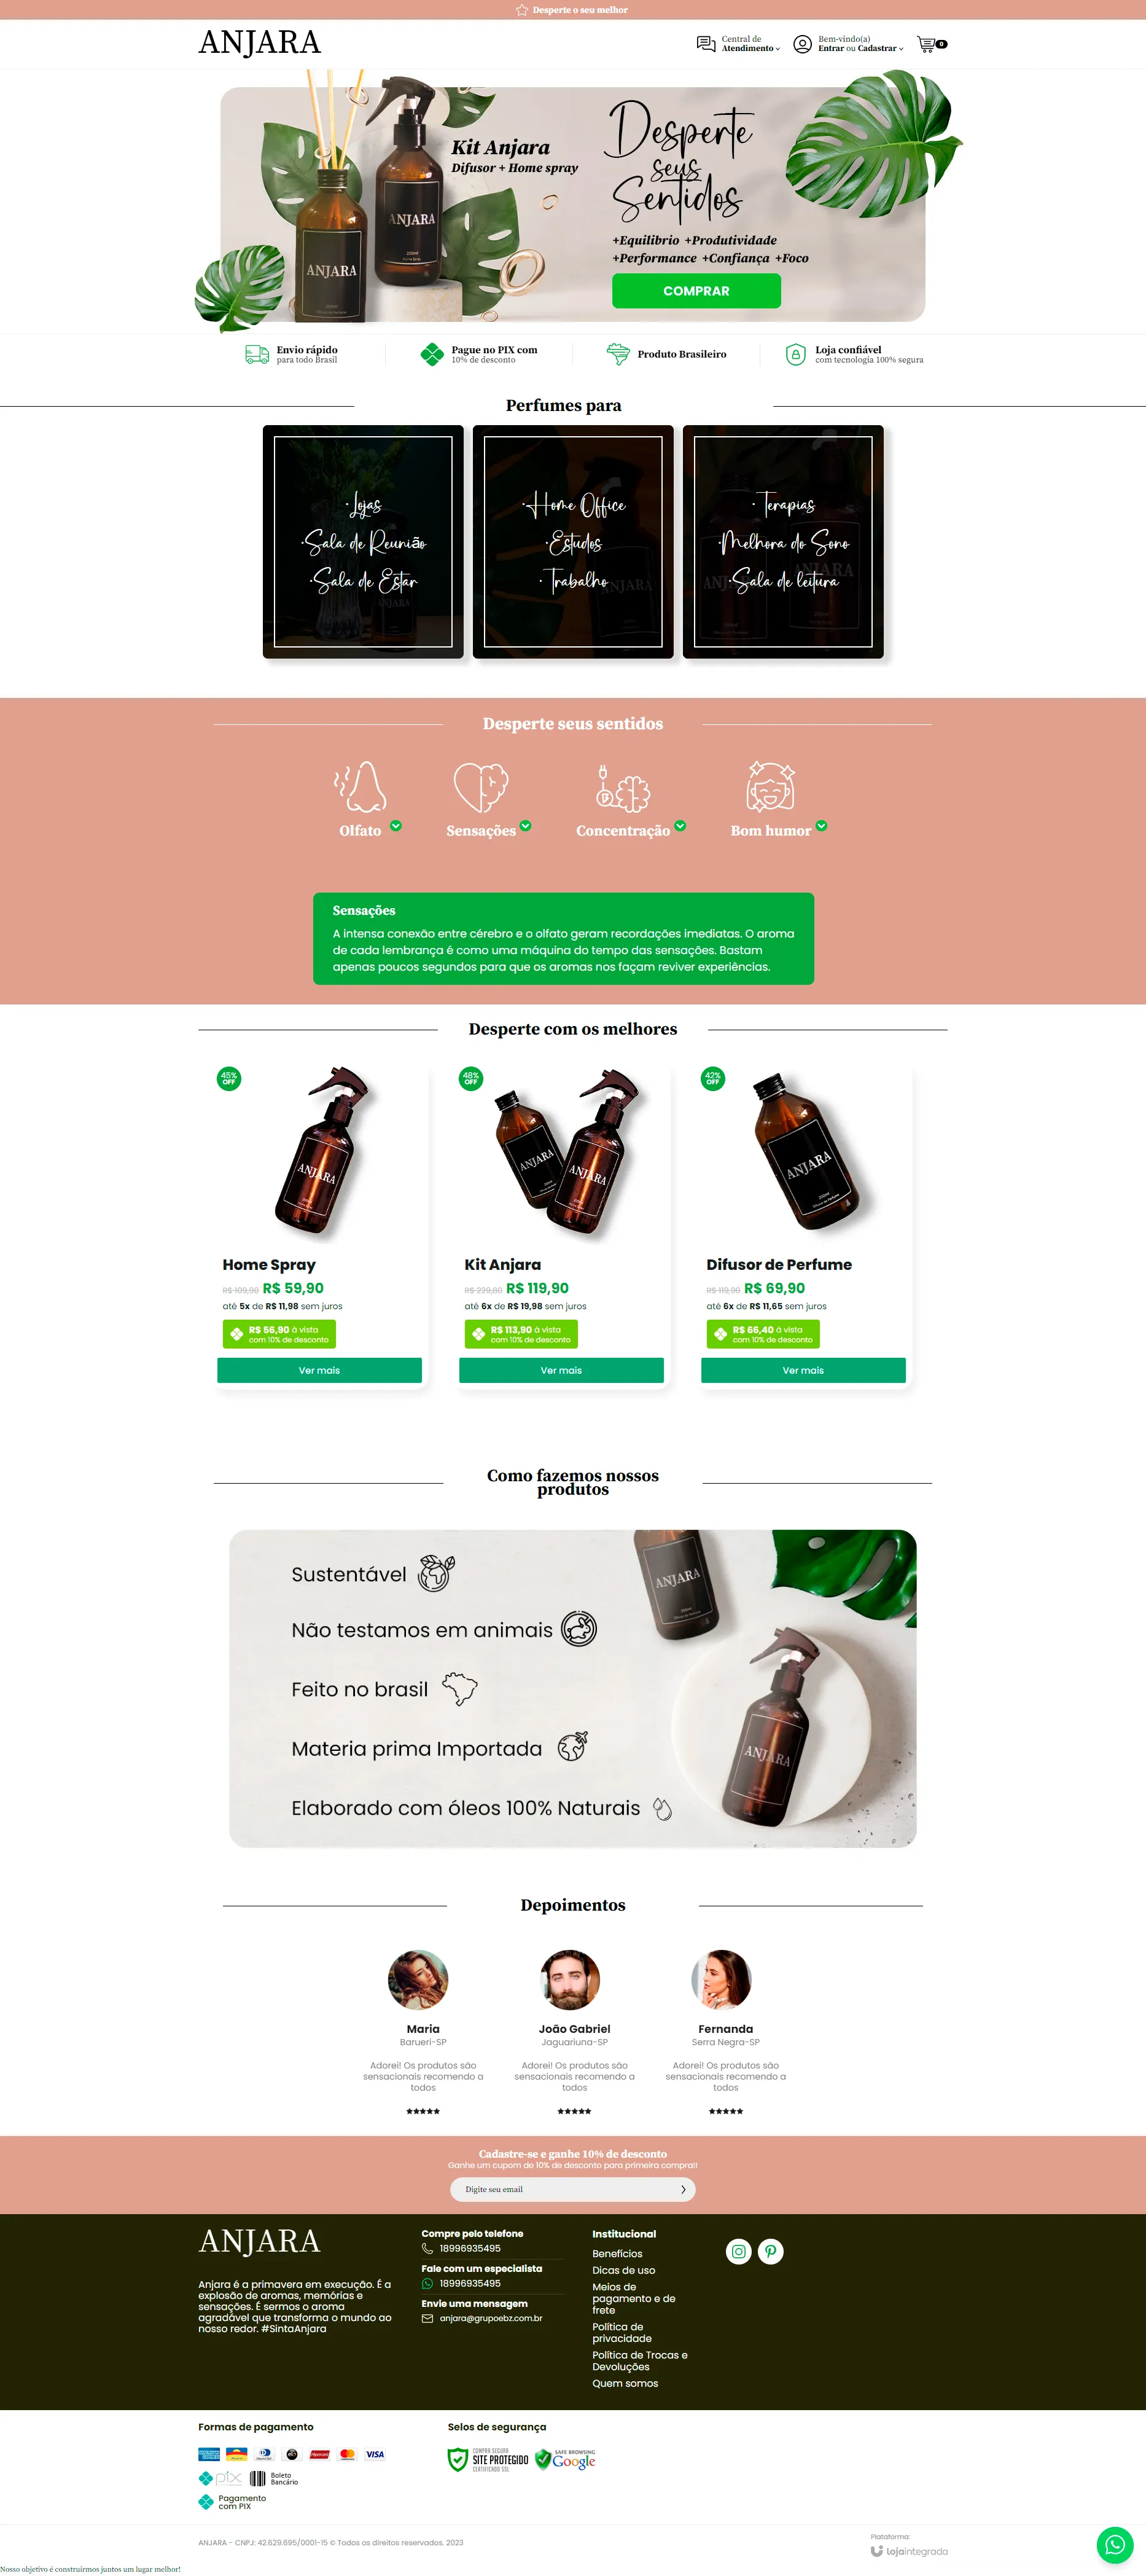 Desperte o seu melhor
ANJARA
Central de
Atendimento
Bem-vindo(a)
Entrar ou Cadastrar
0
Kit Anjara
Difusor + Home spray
Desperte
seus
Sentidos
+Equilibrio +Produtividade
+Performance +Confiança +Foco
COMPRAR
ANJARA
ANJARA
Envio rápido
para todo Brasil
Pague no PIX com
10% de desconto
Produto Brasileiro
Loja confiável
com tecnologia 100% segura
Perfumes para
·Lojas
·Sala de Reunião
·Sala de Estar
·Home Office
·Estudos
·Trabalho
·Terapias
·Melhora do Sono
·Sala de leitura
Desperte seus sentidos
Olfato
Sensações
Concentração
Bom humor
Sensações
A intensa conexão entre cérebro e o olfato geram recordações imediatas. O aroma
de cada lembrança é como uma máquina do tempo das sensações. Bastam
apenas poucos segundos para que os aromas nos façam reviver experiências.
Desperte com os melhores
45%
OFF
ANJARA
Home Spray
R$ 109,90 R$ 59,90
até 5x de R$ 11,98 sem juros
R$ 56,90 à vista
com 10% de desconto
Ver mais
48%
OFF
ANJARA
ANJARA
Kit Anjara
R$ 229,80 R$ 119,90
até 6x de R$ 19,98 sem juros
R$ 113,90 à vista
com 10% de desconto
Ver mais
42%
OFF
ANJARA
Difusor de Perfume
R$ 119,90 R$ 69,90
até 6x de R$ 11,65 sem juros
R$ 66,40 à vista
com 10% de desconto
Ver mais
Como fazemos nossos
produtos
Sustentável
Não testamos em animais
Feito no brasil
Materia prima Importada
Elaborado com óleos 100% Naturais
ANJARA
ANJARA
Depoimentos
Maria
Barueri-SP
Adorei! Os produtos são
sensacionais recomendo a
todos
★★★★★
João Gabriel
Jaguariuna-SP
Adorei! Os produtos são
sensacionais recomendo a
todos
★★★★★
Fernanda
Serra Negra-SP
Adorei! Os produtos são
sensacionais recomendo a
todos
★★★★★
Cadastre-se e ganhe 10% de desconto
Ganhe um cupom de 10% de desconto para primeira compra!!
Digite seu email
ANJARA
Anjara é a primavera em execução. É a
explosão de aromas, memórias e
sensações. É sermos o aroma
agradável que transforma o mundo ao
nosso redor. #SintaAnjara
Compre pelo telefone
18996935495
Fale com um especialista
18996935495
Envie uma mensagem
anjara@grupoebz.com.br
Institucional
Benefícios
Dicas de uso
Meios de
pagamento e de
frete
Política de
privacidade
Política de Trocas e
Devoluções
Quem somos
Formas de pagamento
VISA
pix
Boleto
Bancário
Pagamento
com PIX
Selos de segurança
COMPRA SEGURA
SITE PROTEGIDO
CERTIFICADO SSL
SAFE BROWSING
Google
ANJARA - CNPJ: 42.629.695/0001-15 © Todos os direitos reservados. 2023
Plataforma:
lojaintegrada
Nosso objetivo é construirmos juntos um lugar melhor!